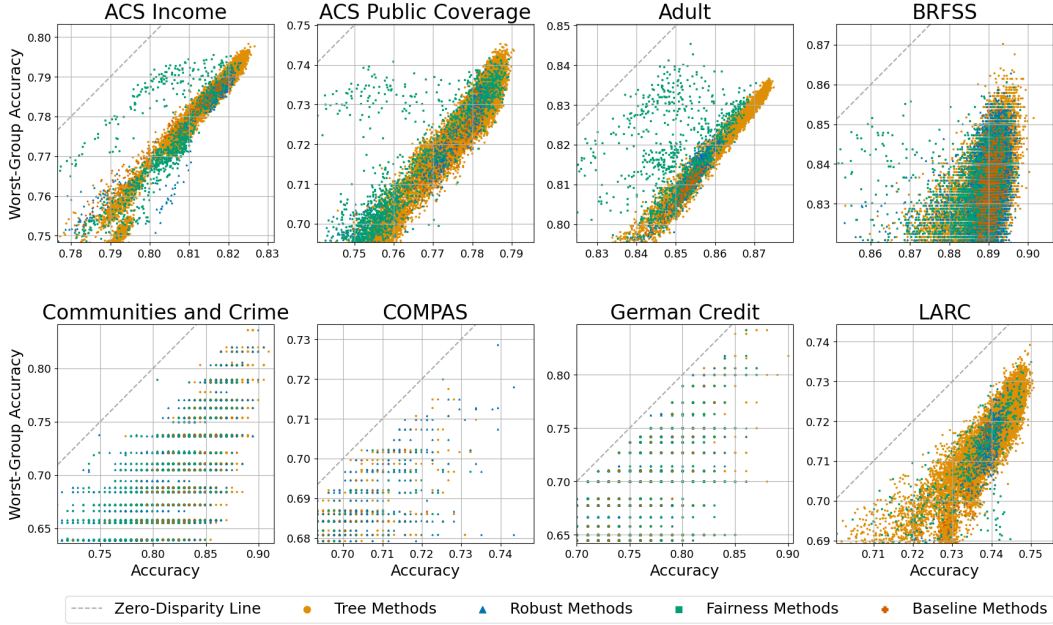 ACS Income
ACS Public Coverage
Adult
BRFSS
Worst-Group Accuracy
0.80
0.79
0.78
0.77
0.76
0.75
0.78 0.79 0.80 0.81 0.82 0.83
0.75
0.74
0.73
0.72
0.71
0.70
0.75 0.76 0.77 0.78 0.79
0.85
0.84
0.83
0.82
0.81
0.80
0.83 0.84 0.85 0.86 0.87
0.87
0.86
0.85
0.84
0.83
0.86 0.87 0.88 0.89 0.90
Communities and Crime
COMPAS
German Credit
LARC
Worst-Group Accuracy
0.80
0.75
0.70
0.65
0.75 0.80 0.85 0.90
Accuracy
0.73
0.72
0.71
0.70
0.69
0.68
0.70 0.71 0.72 0.73 0.74
Accuracy
0.80
0.75
0.70
0.65
0.70 0.75 0.80 0.85 0.90
Accuracy
0.74
0.73
0.72
0.71
0.70
0.69
0.71 0.72 0.73 0.74 0.75
Accuracy
Zero-Disparity Line Tree Methods Robust Methods Fairness Methods Baseline Methods